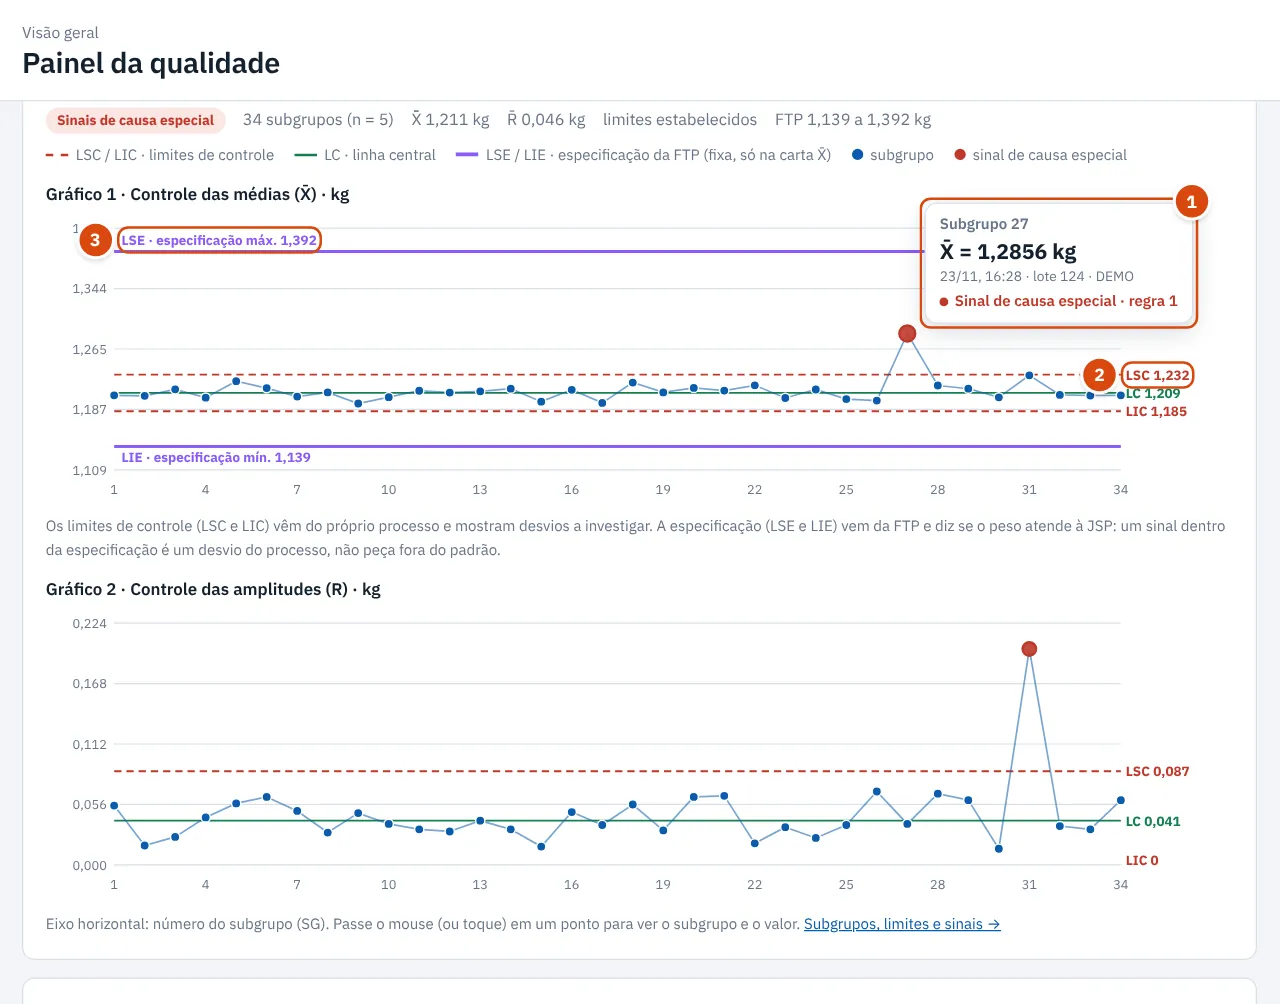 Visão geral
Painel da qualidade
Sinais de causa especial 34 subgrupos (n = 5) X̄ 1,211 kg R̄ 0,046 kg limites estabelecidos FTP 1,139 a 1,392 kg
LSC / LIC · limites de controle LC · linha central LSE / LIE · especificação da FTP (fixa, só na carta X̄) subgrupo sinal de causa especial
Gráfico 1 · Controle das médias (X̄) · kg
1
Subgrupo 27
X̄ = 1,2856 kg
23/11, 16:28 · lote 124 · DEMO
Sinal de causa especial · regra 1
3 LSE · especificação máx. 1,392
1,344
1,265
2 LSC 1,232
LC 1,209
1,187
LIC 1,185
LIE · especificação mín. 1,139
1,109
1 4 7 10 13 16 19 22 25 28 31 34
Os limites de controle (LSC e LIC) vêm do próprio processo e mostram desvios a investigar. A especificação (LSE e LIE) vem da FTP e diz se o peso atende à JSP: um sinal dentro
da especificação é um desvio do processo, não peça fora do padrão.
Gráfico 2 · Controle das amplitudes (R) · kg
0,224
0,168
0,112
LSC 0,087
0,056
LC 0,041
0,000
LIC 0
1 4 7 10 13 16 19 22 25 28 31 34
Eixo horizontal: número do subgrupo (SG). Passe o mouse (ou toque) em um ponto para ver o subgrupo e o valor. Subgrupos, limites e sinais →